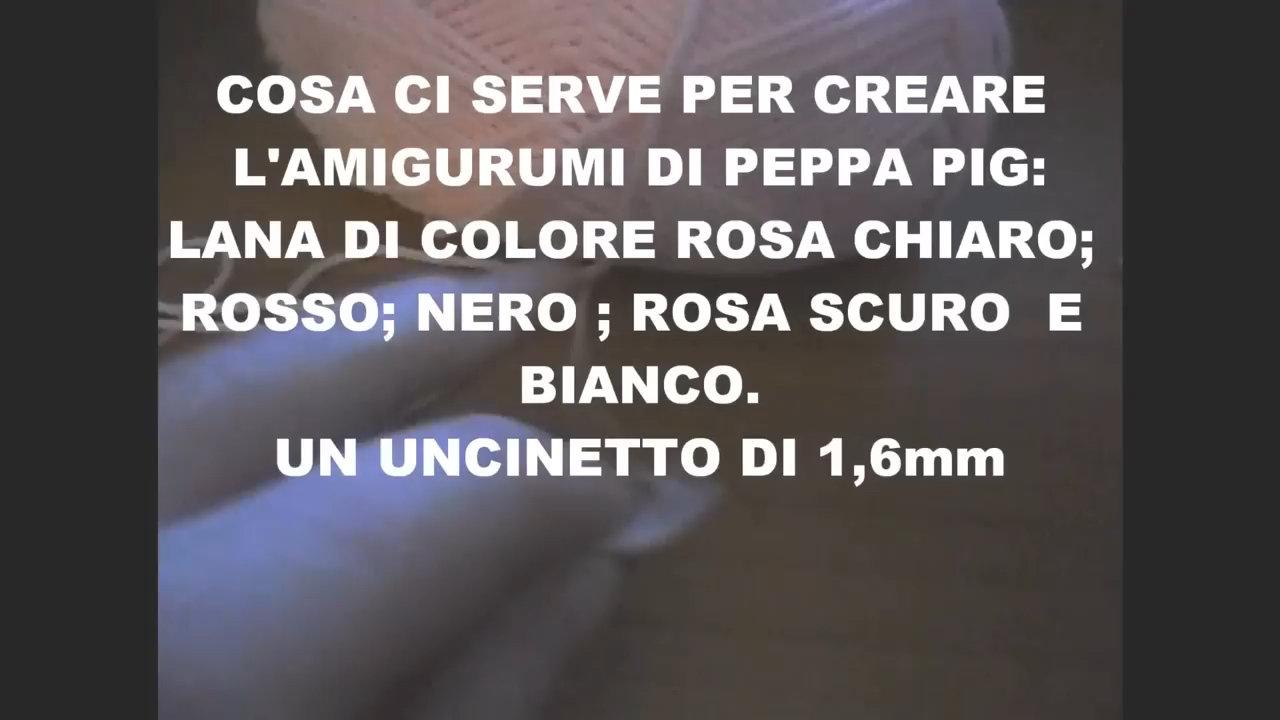 COSA CI SERVE PER CREARE
L'AMIGURUMI DI PEPPA PIG:
LANA DI COLORE ROSA CHIARO;
ROSSO; NERO ; ROSA SCURO  E
BIANCO.
UN UNCINETTO DI 1,6mm